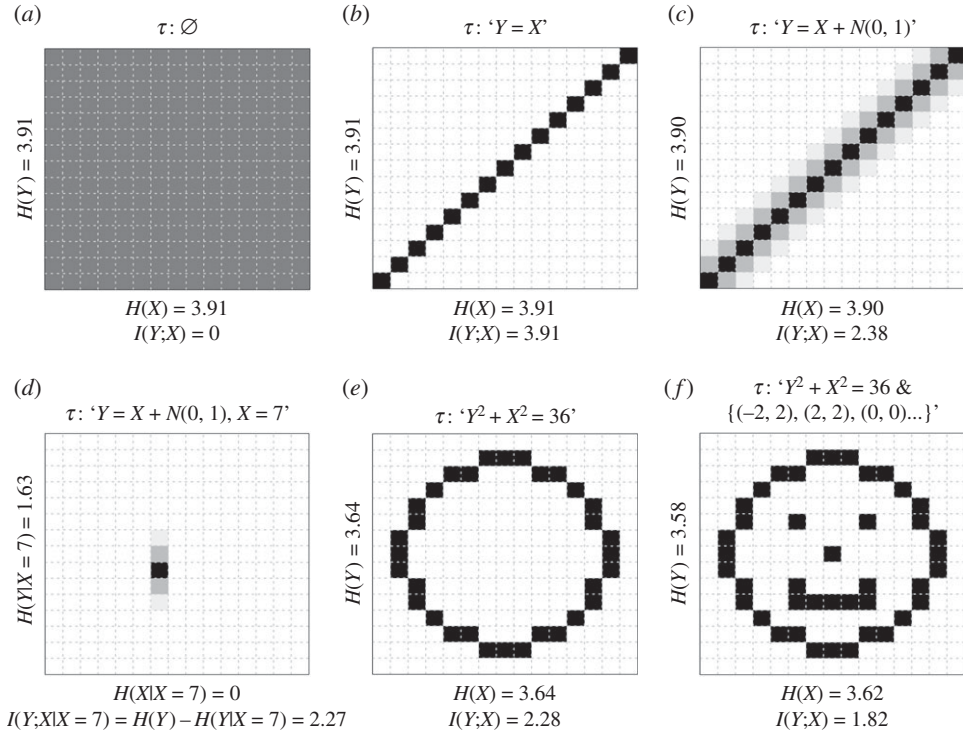 (a)
τ: ∅
H(Y) = 3.91
H(X) = 3.91
I(Y;X) = 0
(b)
τ: ‘Y = X’
H(Y) = 3.91
H(X) = 3.91
I(Y;X) = 3.91
(c)
τ: ‘Y = X + N(0, 1)’
H(Y) = 3.90
H(X) = 3.90
I(Y;X) = 2.38
(d)
τ: ‘Y = X + N(0, 1), X = 7’
H(Y|X = 7) = 1.63
H(X|X = 7) = 0
I(Y;X|X = 7) = H(Y) – H(Y|X = 7) = 2.27
(e)
τ: ‘Y² + X² = 36’
H(Y) = 3.64
H(X) = 3.64
I(Y;X) = 2.28
(f)
τ: ‘Y² + X² = 36 &
{(–2, 2), (2, 2), (0, 0)...}’
H(Y) = 3.58
H(X) = 3.62
I(Y;X) = 1.82